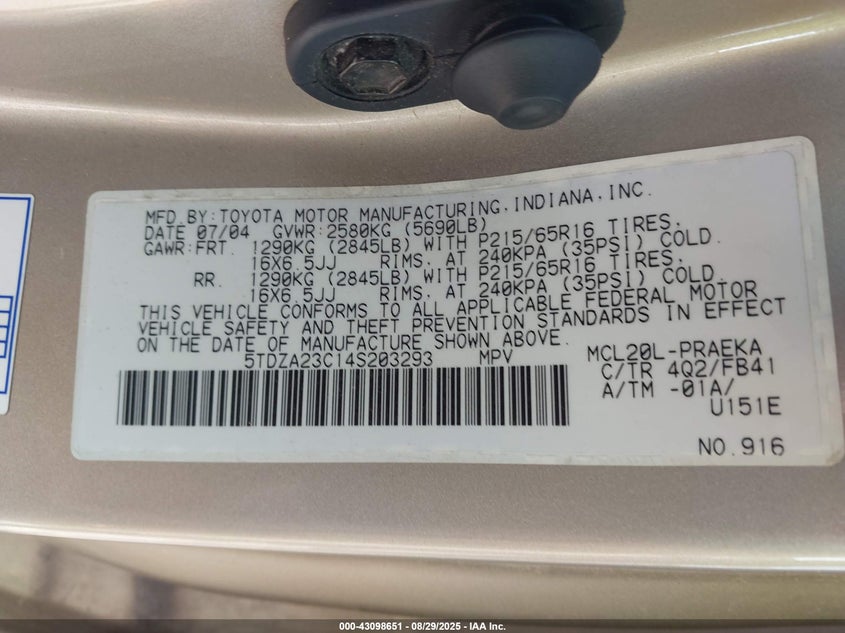 MFD.BY:TOYOTA MOTOR MANUFACTURING,INDIANA,INC.
DATE 07/04 GVWR:2580KG (5690LB)
GAWR:FRT. 1290KG (2845LB) WITH P215/65R16 TIRES,
16X6.5JJ RIMS, AT 240KPA (35PSI) COLD.
RR. 1290KG (2845LB) WITH P215/65R16 TIRES,
16X6.5JJ RIMS, AT 240KPA (35PSI) COLD.
THIS VEHICLE CONFORMS TO ALL APPLICABLE FEDERAL MOTOR
VEHICLE SAFETY AND THEFT PREVENTION STANDARDS IN EFFECT
ON THE DATE OF MANUFACTURE SHOWN ABOVE.
5TDZA23C14S203293 MPV
MCL20L-PRAEKA
C/TR 4Q2/FB41
A/TM -01A/
U151E
NO.916
000-43098651 - 08/29/2025 - IAA Inc.